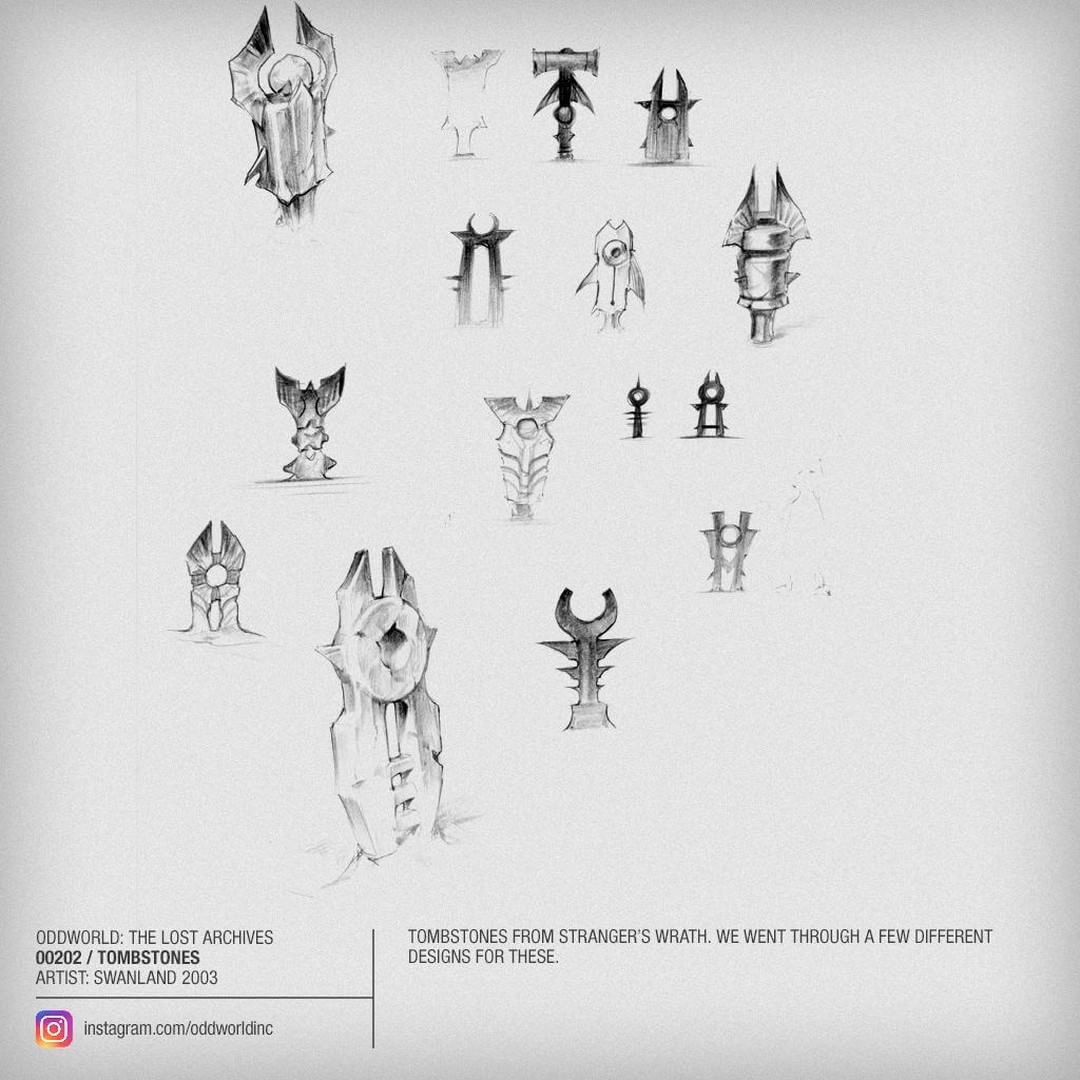 ODDWORLD: THE LOST ARCHIVES
00202 / TOMBSTONES
ARTIST: SWANLAND 2003
instagram.com/oddworldinc
TOMBSTONES FROM STRANGER'S WRATH. WE WENT THROUGH A FEW DIFFERENT
DESIGNS FOR THESE.